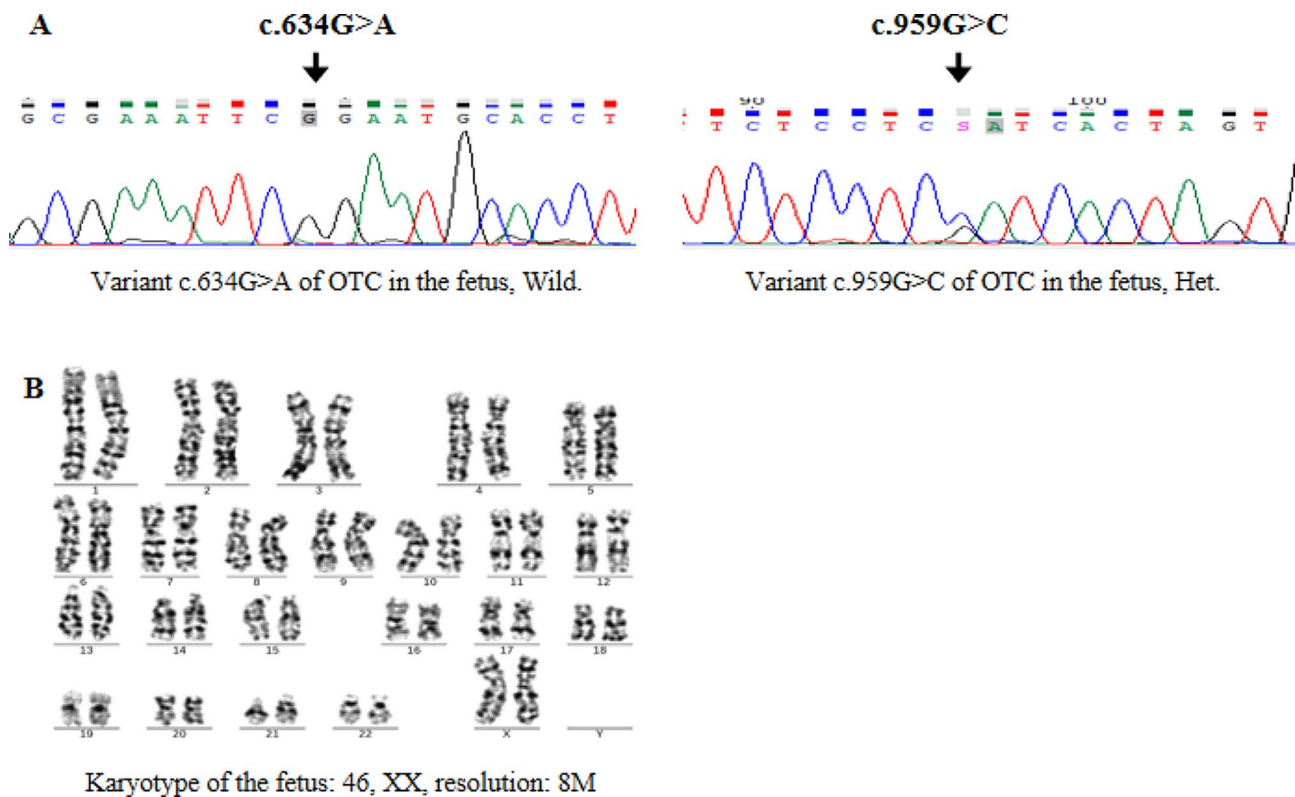 A
c.634G>A
c.959G>C
G C G A A A T T C G G A A T G C A C C T
90 100
T T C T C C T C S A T C A C T A G T
Variant c.634G>A of OTC in the fetus, Wild.
Variant c.959G>C of OTC in the fetus, Het.
B
1 2 3 4 5
6 7 8 9 10 11 12
13 14 15 16 17 18
19 20 21 22 X Y
Karyotype of the fetus: 46, XX, resolution: 8M